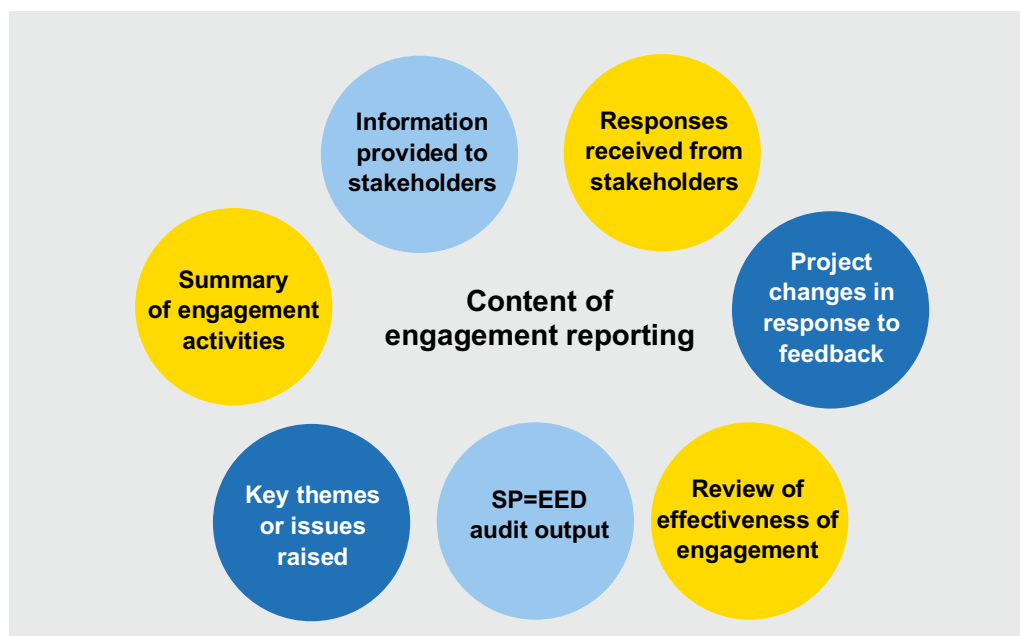 Information
provided to
stakeholders
Responses
received from
stakeholders
Summary
of engagement
activities
Content of
engagement reporting
Project
changes in
response to
feedback
Key themes
or issues
raised
SP=EED
audit output
Review of
effectiveness of
engagement